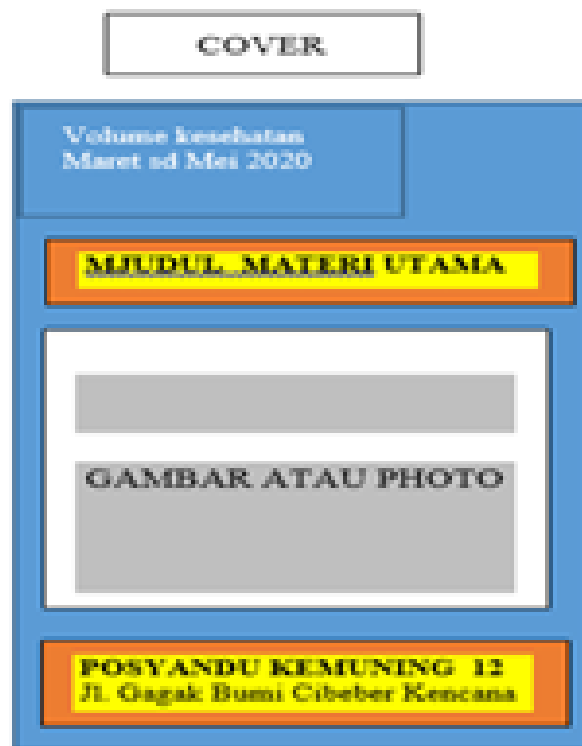 COVER
Volume kesehatan
Maret sd Mei 2020
MJUDUL MATERI UTAMA
GAMBAR ATAU PHOTO
POSYANDU KEMUNING 12
Jl. Gagak Bumi Cibeber Kencana